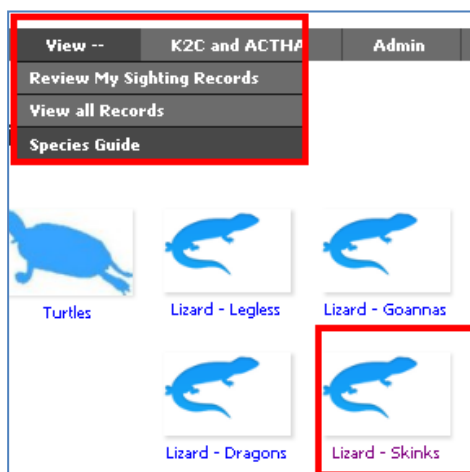 View -- K2C and ACTHA Admin
Review My Sighting Records
View all Records
Species Guide
Turtles Lizard - Legless Lizard - Goannas
Lizard - Dragons Lizard - Skinks